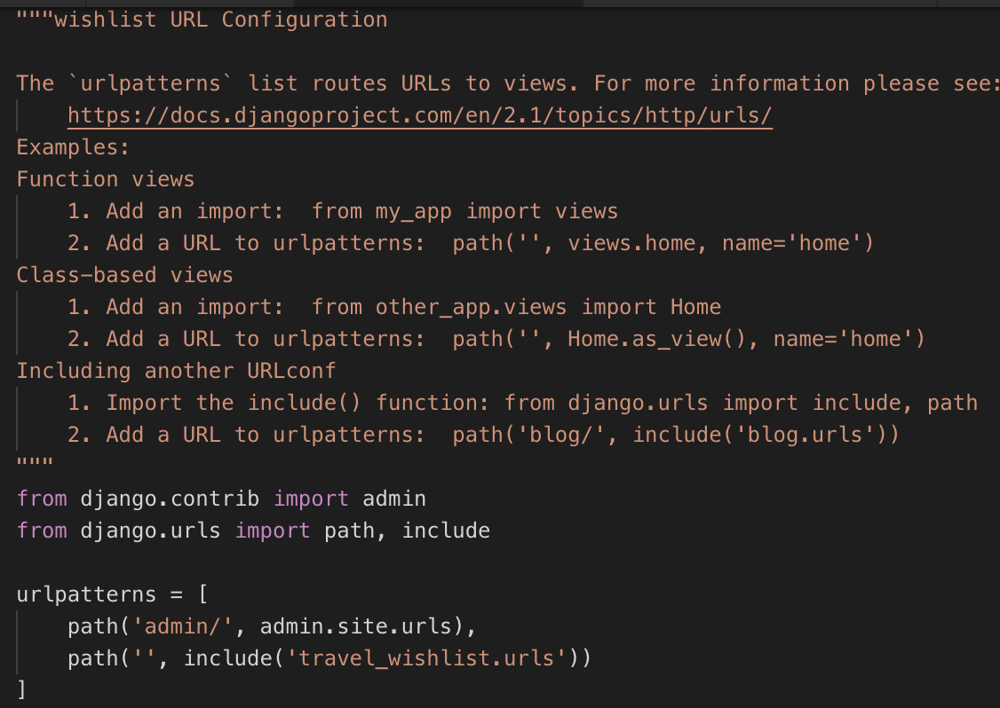 """wishlist URL Configuration

The `urlpatterns` list routes URLs to views. For more information please see:
    https://docs.djangoproject.com/en/2.1/topics/http/urls/
Examples:
Function views
    1. Add an import:  from my_app import views
    2. Add a URL to urlpatterns:  path('', views.home, name='home')
Class-based views
    1. Add an import:  from other_app.views import Home
    2. Add a URL to urlpatterns:  path('', Home.as_view(), name='home')
Including another URLconf
    1. Import the include() function: from django.urls import include, path
    2. Add a URL to urlpatterns:  path('blog/', include('blog.urls'))
"""
from django.contrib import admin
from django.urls import path, include

urlpatterns = [
    path('admin/', admin.site.urls),
    path('', include('travel_wishlist.urls'))
]